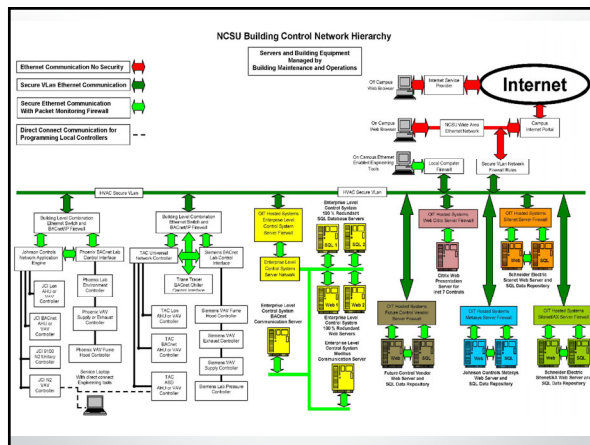 NCSU Building Control Network Hierarchy
Servers and Building Equipment
Managed by
Building Maintenance and Operations
Ethernet Communication No Security
Secure VLan Ethernet Communication
Secure Ethernet Communication
With Packet Monitoring Firewall
Direct Connect Communication for
Programming Local Controllers
Off Campus
Web Browser
Internet Service
Provider
Internet
On Campus
Web Browser
NCSU Wide Area
Ethernet Network
Campus
Internet Portal
On Campus Ethernet
Enabled Engineering
Tools
Local Computer
Firewall
Secure VLAN Network
Firewall Rules
HVAC Secure VLan
HVAC Secure VLan
Building Level Combination
Ethernet Switch and
BACnet/IP Firewall
Johnson Controls
Network Application
Engine
Phoenix BACnet Lab
Control Interface
JCI Lon
AHU or
VAV
Controller
JCI BACnet
AHU or
VAV
Controller
JCI 9100
N2 Unitary
Controller
JCI N2
VAV
Controller
Phoenix Lab
Environment
Controller
Phoenix VAV
Supply or Exhaust
Controller
Phoenix VAV Fume
Hood Controller
Service Laptop
With direct connect
Engineering tools
Building Level Combination
Ethernet Switch and
BACnet/IP Firewall
TAC Universal
Network Controller
Siemens BACnet
Lab Control
Interface
Trane Tracer
BACnet Chiller
Control Interface
TAC Lon
AHU or VAV
Controller
TAC
BACnet
AHU or VAV
Controller
TAC
ASD
AHU or VAV
Controller
Siemens VAV Fume Hood
Controller
Siemens VAV
Exhaust Controller
Siemens VAV
Supply Controller
Siemens Lab Pressure
Controller
OIT Hosted Systems
Enterprise Level
Control System
Server Firewall
Enterprise Level
Control System
Server Network
Enterprise Level
Control System
BACnet
Communication Server
Enterprise Level
Control System
100 % Redundant
SQL Database Servers
SQL 1
SQL 2
Web 1
Web 2
Enterprise Level
Control System
100 % Redundant
Web Servers
Enterprise Level
Control System
Modbus
Communication Server
OIT Hosted Systems
Web Citrix Server
Firewall
Citrix Web
Presentation
Server for
Inet 7 Controls
OIT Hosted Systems
Sitenet Server Firewall
Web
SQL
Schneider Electric
Sitenet Web Server and
SQL Data Repository
OIT Hosted Systems
Future Control Vendor
Server Firewall
Web
SQL
Future Control Vendor
Web Server and
SQL Data Repository
OIT Hosted Systems
Metasys Server Firewall
Web
SQL
Johnson Controls Metasys
Web Server and
SQL Data Repository
OIT Hosted Systems
Web
SQL
Schneider Electric
Web Server and
SQL Data Repository